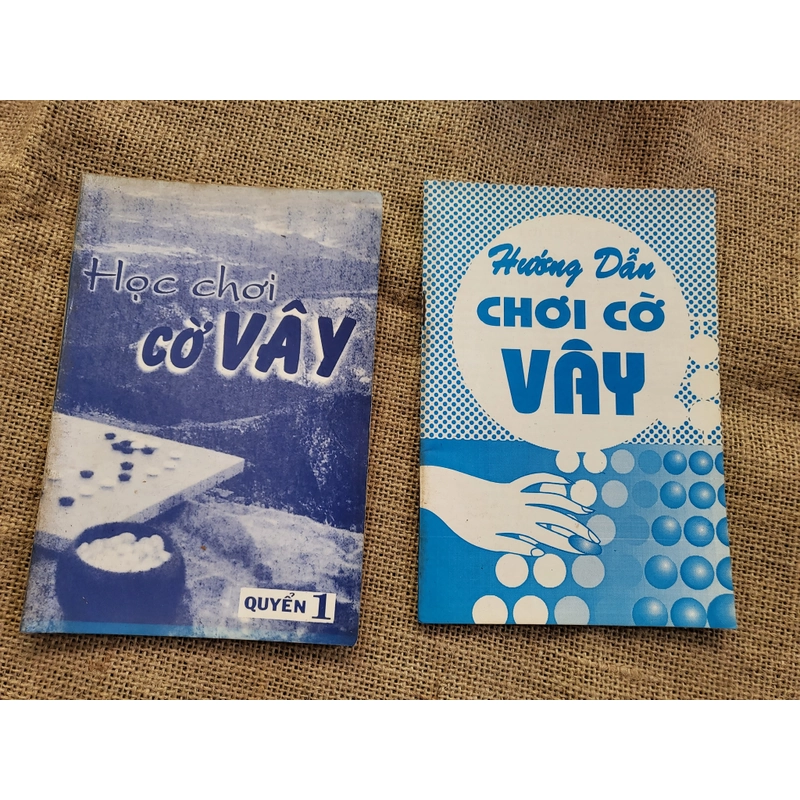 Học chơi
CỜ VÂY
QUYỂN 1
Hướng Dẫn
CHƠI CỜ
VÂY